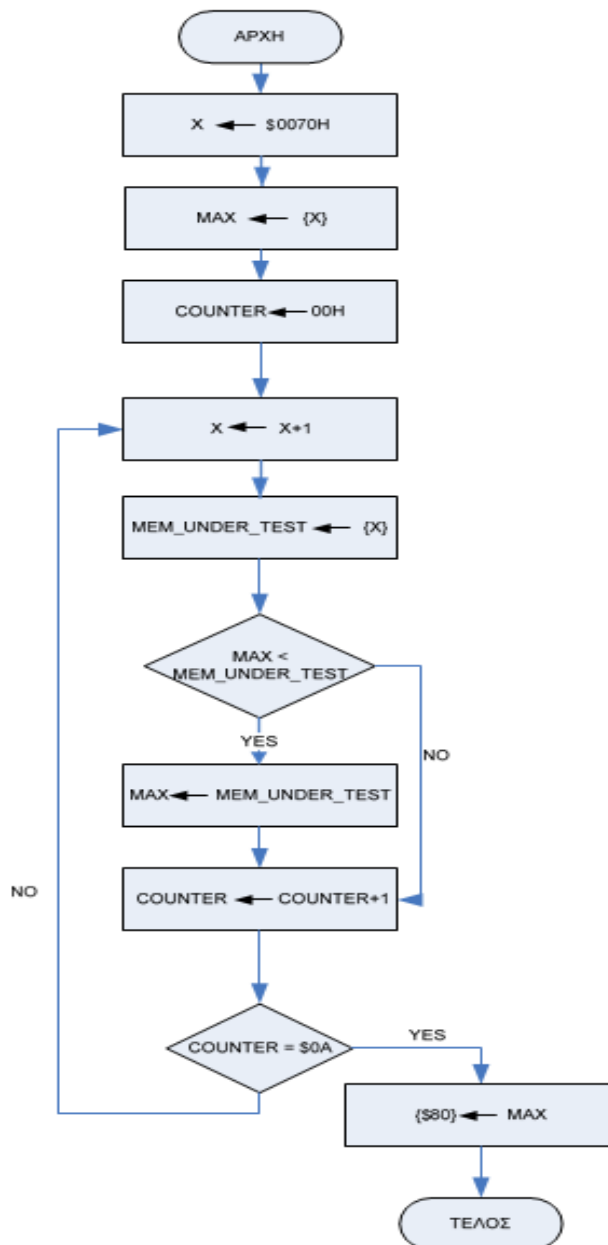 ΑΡΧΗ
X ← $0070H
MAX ← {X}
COUNTER ← 00H
X ← X+1
MEM_UNDER_TEST ← {X}
MAX <
MEM_UNDER_TEST
YES
NO
MAX ← MEM_UNDER_TEST
COUNTER ← COUNTER+1
NO
COUNTER = $0A
YES
{$80} ← MAX
ΤΕΛΟΣ